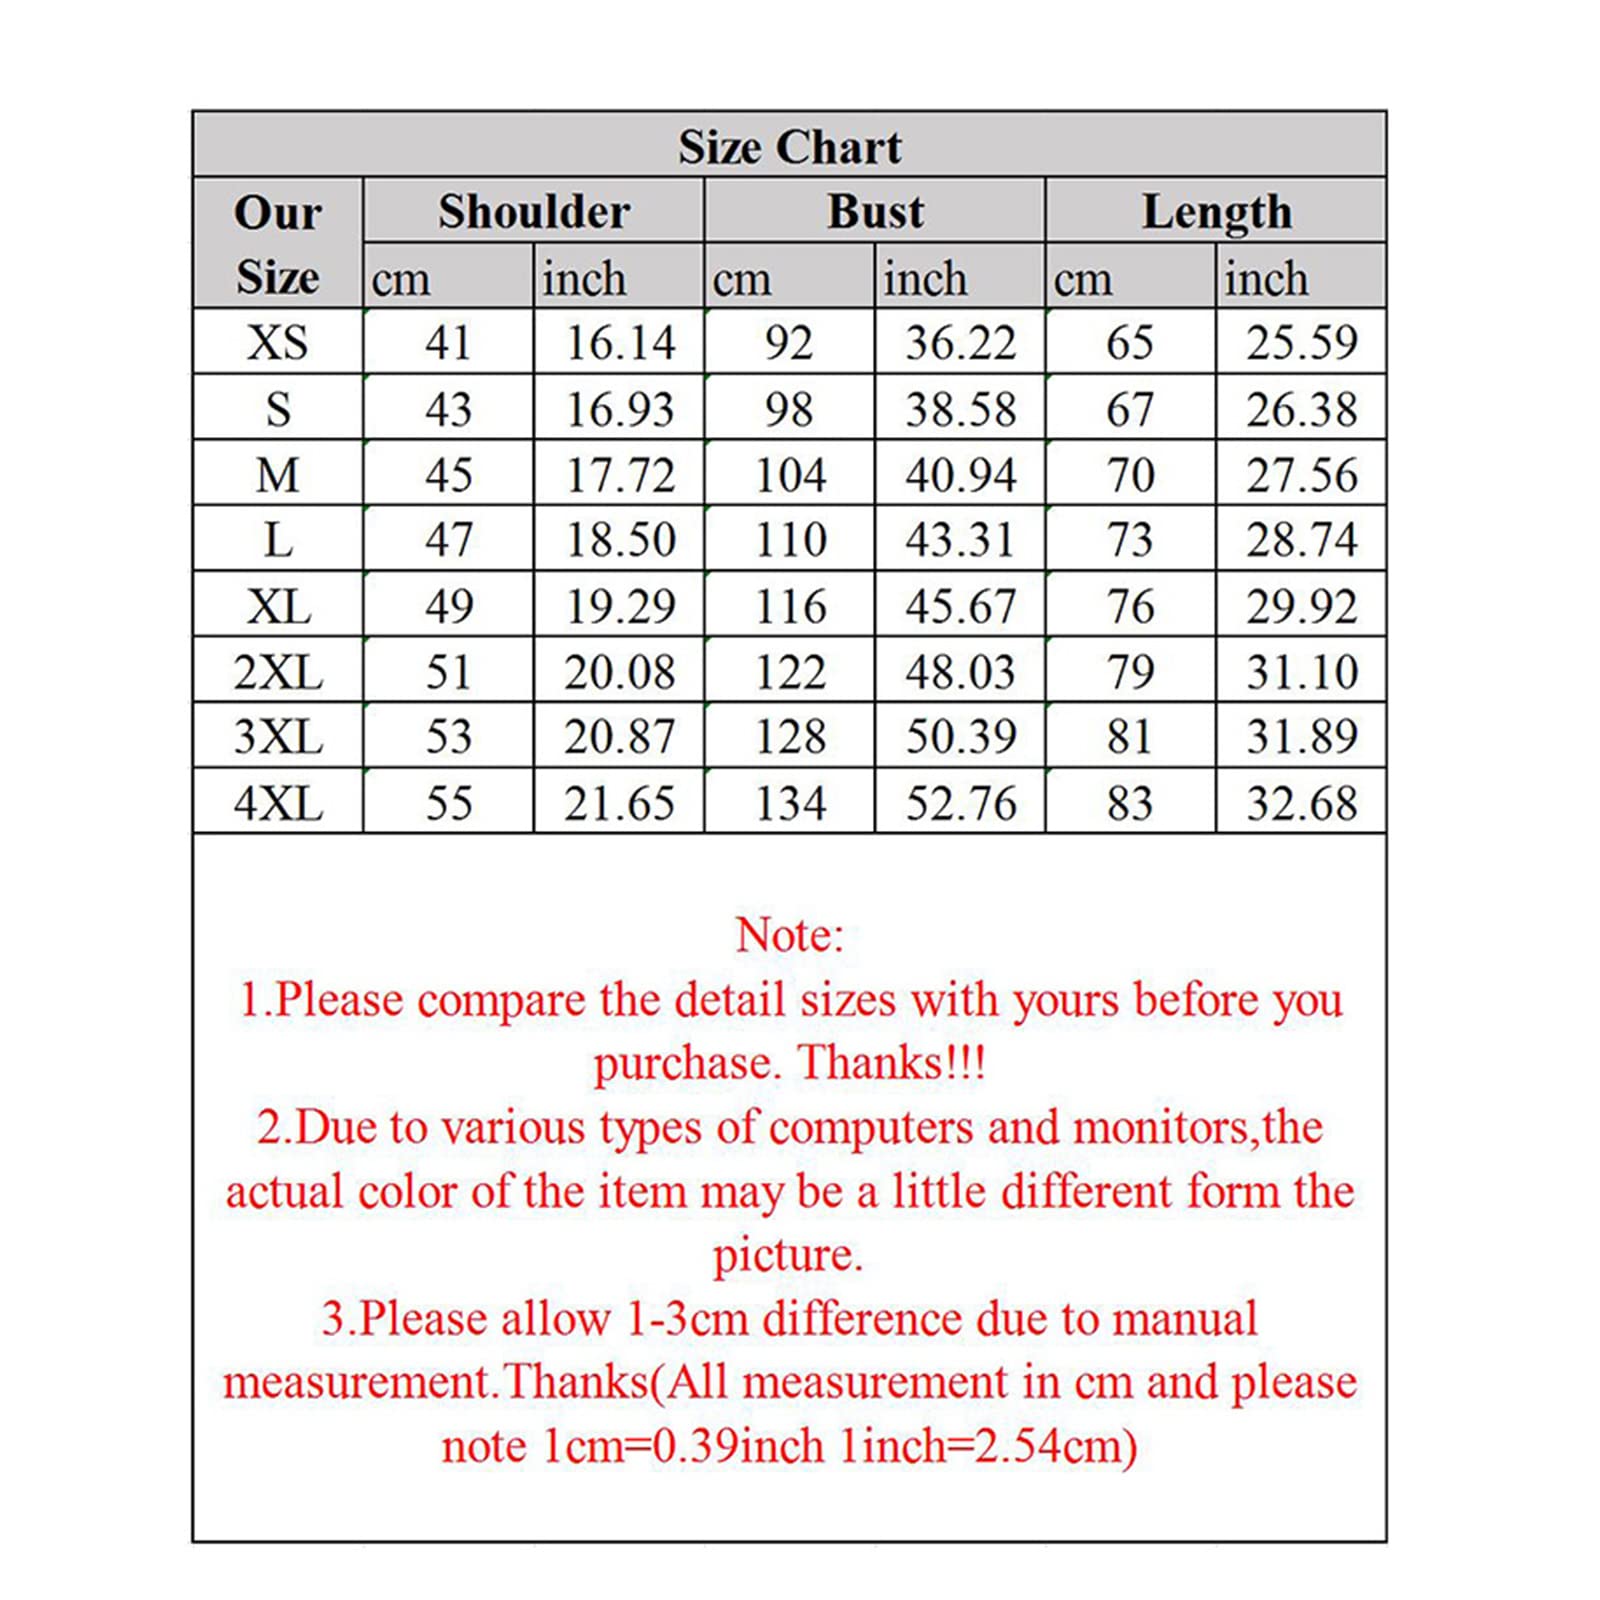 Size Chart
Our Size Shoulder Bust Length
cm inch cm inch cm inch
XS 41 16.14 92 36.22 65 25.59
S 43 16.93 98 38.58 67 26.38
M 45 17.72 104 40.94 70 27.56
L 47 18.50 110 43.31 73 28.74
XL 49 19.29 116 45.67 76 29.92
2XL 51 20.08 122 48.03 79 31.10
3XL 53 20.87 128 50.39 81 31.89
4XL 55 21.65 134 52.76 83 32.68
Note:
1.Please compare the detail sizes with yours before you
purchase. Thanks!!!
2.Due to various types of computers and monitors,the
actual color of the item may be a little different form the
picture.
3.Please allow 1-3cm difference due to manual
measurement.Thanks(All measurement in cm and please
note 1cm=0.39inch 1inch=2.54cm)